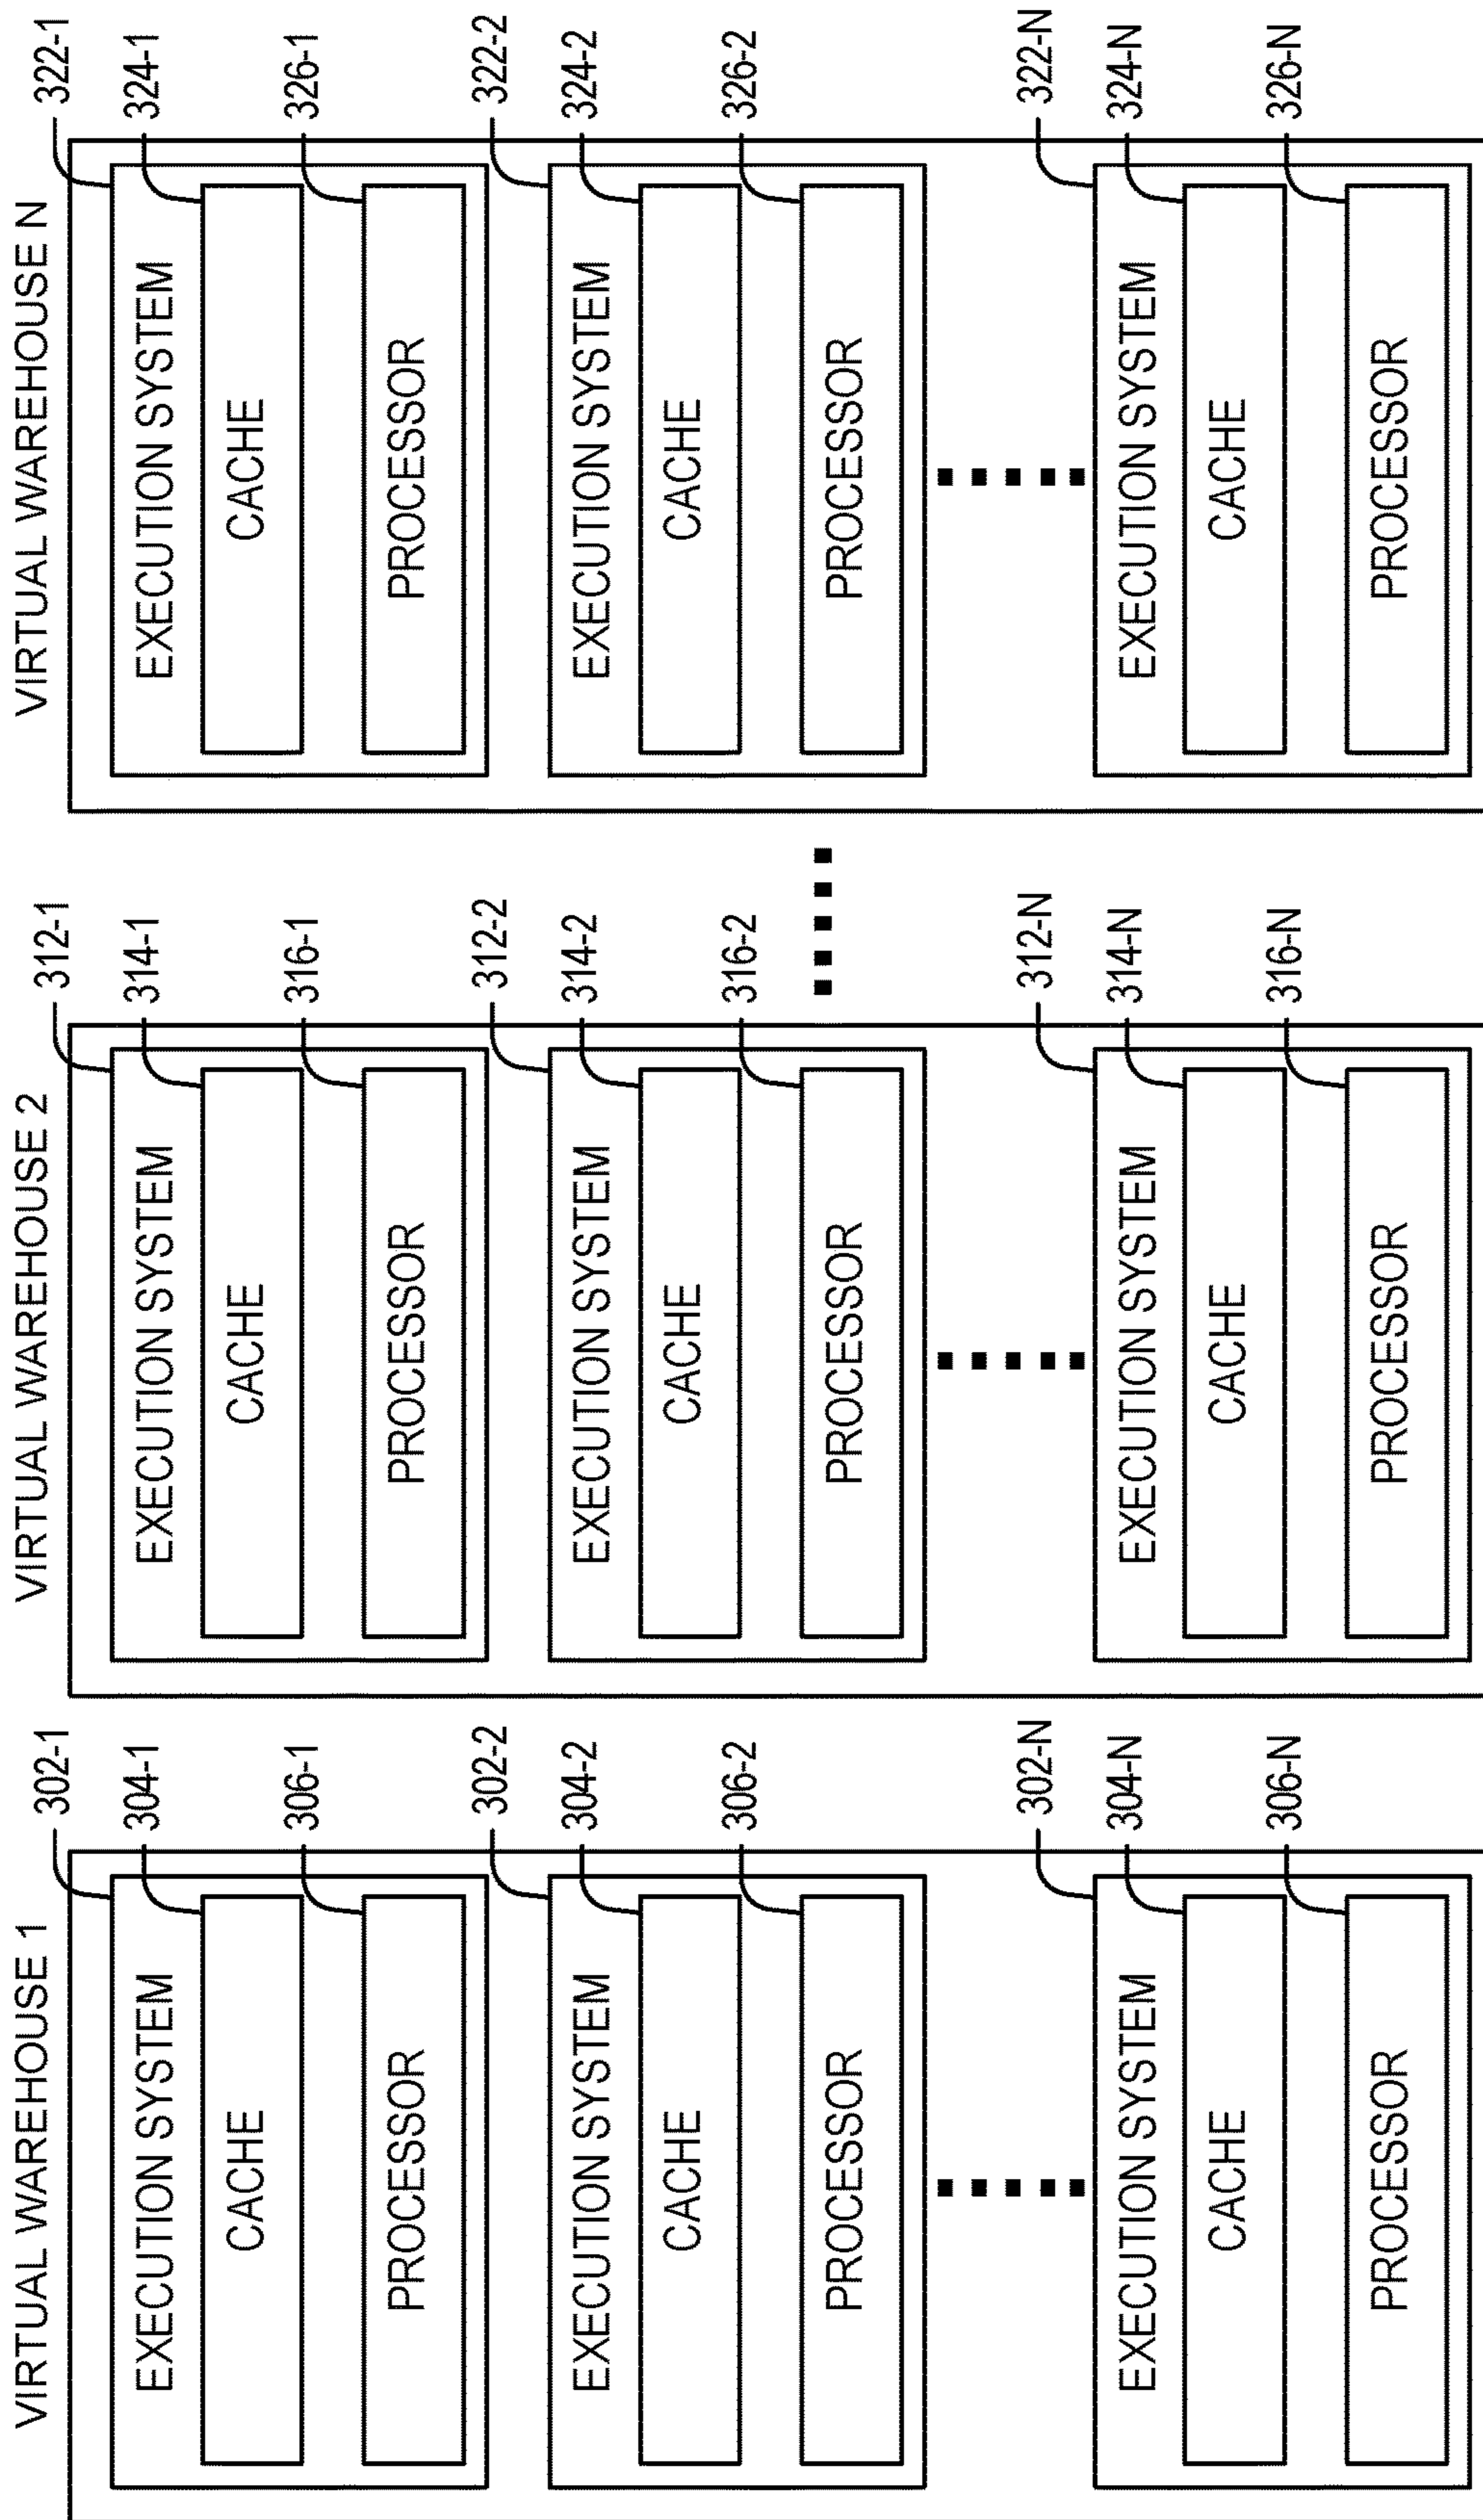 VIRTUAL WAREHOUSE 1
302-1
EXECUTION SYSTEM
304-1
CACHE
306-1
PROCESSOR
302-2
EXECUTION SYSTEM
304-2
CACHE
306-2
PROCESSOR
302-N
EXECUTION SYSTEM
304-N
CACHE
306-N
PROCESSOR
VIRTUAL WAREHOUSE 2
312-1
EXECUTION SYSTEM
314-1
CACHE
316-1
PROCESSOR
312-2
EXECUTION SYSTEM
314-2
CACHE
316-2
PROCESSOR
312-N
EXECUTION SYSTEM
314-N
CACHE
316-N
PROCESSOR
VIRTUAL WAREHOUSE N
322-1
EXECUTION SYSTEM
324-1
CACHE
326-1
PROCESSOR
322-2
EXECUTION SYSTEM
324-2
CACHE
326-2
PROCESSOR
322-N
EXECUTION SYSTEM
324-N
CACHE
326-N
PROCESSOR